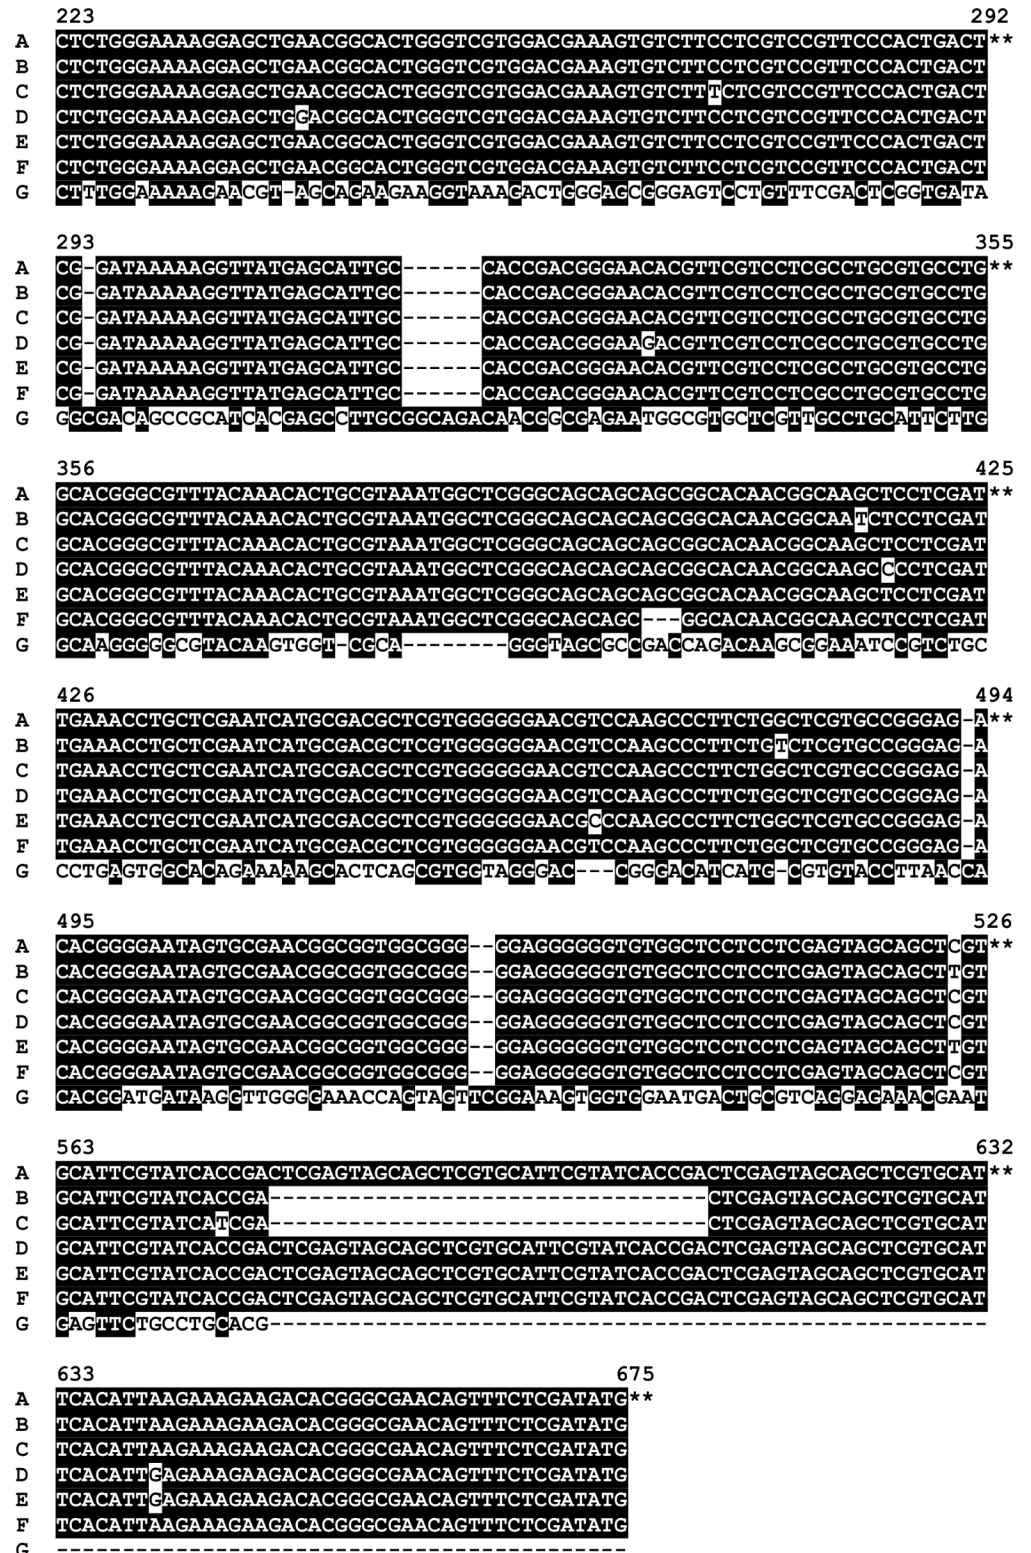 223 292
A CTCTGGGAAAAGGAGCTGAACGGCACTGGGTCGTGGACGAAAGTGTCTTCCTCGTCCGTTCCCACTGACT**
B CTCTGGGAAAAGGAGCTGAACGGCACTGGGTCGTGGACGAAAGTGTCTTCCTCGTCCGTTCCCACTGACT
C CTCTGGGAAAAGGAGCTGAACGGCACTGGGTCGTGGACGAAAGTGTCTTTCTCGTCCGTTCCCACTGACT
D CTCTGGGAAAAGGAGCTGGACGGCACTGGGTCGTGGACGAAAGTGTCTTCCTCGTCCGTTCCCACTGACT
E CTCTGGGAAAAGGAGCTGAACGGCACTGGGTCGTGGACGAAAGTGTCTTCCTCGTCCGTTCCCACTGACT
F CTCTGGGAAAAGGAGCTGAACGGCACTGGGTCGTGGACGAAAGTGTCTTCCTCGTCCGTTCCCACTGACT
G CTTTGGAAAAAGAACGT-AGCAGAAGAAGGTAAAGACTGGGAGCGGGAGTCCTGTTTCGACTCGGTGATA
293 355
A CG-GATAAAAAGGTTATGAGCATTGC------CACCGACGGGAACACGTTCGTCCTCGCCTGCGTGCCTG**
B CG-GATAAAAAGGTTATGAGCATTGC------CACCGACGGGAACACGTTCGTCCTCGCCTGCGTGCCTG
C CG-GATAAAAAGGTTATGAGCATTGC------CACCGACGGGAACACGTTCGTCCTCGCCTGCGTGCCTG
D CG-GATAAAAAGGTTATGAGCATTGC------CACCGACGGGAAGACGTTCGTCCTCGCCTGCGTGCCTG
E CG-GATAAAAAGGTTATGAGCATTGC------CACCGACGGGAACACGTTCGTCCTCGCCTGCGTGCCTG
F CG-GATAAAAAGGTTATGAGCATTGC------CACCGACGGGAACACGTTCGTCCTCGCCTGCGTGCCTG
G GGCGACAGCCGCATCACGAGCCTTGCGGCAGACAACGGCGAGAATGGCGTGCTCGTTGCCTGCATTCTTG
356 425
A GCACGGGCGTTTACAAACACTGCGTAAATGGCTCGGGCAGCAGCAGCGGCACAACGGCAAGCTCCTCGAT**
B GCACGGGCGTTTACAAACACTGCGTAAATGGCTCGGGCAGCAGCAGCGGCACAACGGCAATCTCCTCGAT
C GCACGGGCGTTTACAAACACTGCGTAAATGGCTCGGGCAGCAGCAGCGGCACAACGGCAAGCTCCTCGAT
D GCACGGGCGTTTACAAACACTGCGTAAATGGCTCGGGCAGCAGCAGCGGCACAACGGCAAGCCCCTCGAT
E GCACGGGCGTTTACAAACACTGCGTAAATGGCTCGGGCAGCAGCAGCGGCACAACGGCAAGCTCCTCGAT
F GCACGGGCGTTTACAAACACTGCGTAAATGGCTCGGGCAGCAGC---GGCACAACGGCAAGCTCCTCGAT
G GCAAGGGGGCGTACAAGTGGT-CGCA--------GGGTAGCGCCGACCAGACAAGCGGAAATCCGTCTGC
426 494
A TGAAACCTGCTCGAATCATGCGACGCTCGTGGGGGGAACGTCCAAGCCCTTCTGGCTCGTGCCGGGAG-A**
B TGAAACCTGCTCGAATCATGCGACGCTCGTGGGGGGAACGTCCAAGCCCTTCTGTCTCGTGCCGGGAG-A
C TGAAACCTGCTCGAATCATGCGACGCTCGTGGGGGGAACGTCCAAGCCCTTCTGGCTCGTGCCGGGAG-A
D TGAAACCTGCTCGAATCATGCGACGCTCGTGGGGGGAACGTCCAAGCCCTTCTGGCTCGTGCCGGGAG-A
E TGAAACCTGCTCGAATCATGCGACGCTCGTGGGGGGAACGCCCAAGCCCTTCTGGCTCGTGCCGGGAG-A
F TGAAACCTGCTCGAATCATGCGACGCTCGTGGGGGGAACGTCCAAGCCCTTCTGGCTCGTGCCGGGAG-A
G CCTGAGTGGCACAGAAAAAGCACTCAGCGTGGTAGGGAC---CGGGACATCATG-CGTGTACCTTAACCA
495 526
A CACGGGGAATAGTGCGAACGGCGGTGGCGGG--GGAGGGGGGTGTGGCTCCTCCTCGAGTAGCAGCTCGT**
B CACGGGGAATAGTGCGAACGGCGGTGGCGGG--GGAGGGGGGTGTGGCTCCTCCTCGAGTAGCAGCTTGT
C CACGGGGAATAGTGCGAACGGCGGTGGCGGG--GGAGGGGGGTGTGGCTCCTCCTCGAGTAGCAGCTCGT
D CACGGGGAATAGTGCGAACGGCGGTGGCGGG--GGAGGGGGGTGTGGCTCCTCCTCGAGTAGCAGCTCGT
E CACGGGGAATAGTGCGAACGGCGGTGGCGGG--GGAGGGGGGTGTGGCTCCTCCTCGAGTAGCAGCTTGT
F CACGGGGAATAGTGCGAACGGCGGTGGCGGG--GGAGGGGGGTGTGGCTCCTCCTCGAGTAGCAGCTCGT
G CACGGATGATAAGGTTGGGGAAACCAGTAGTTCGGAAAGTGGTGGAATGACTGCGTCAGGAGAAACGAAT
563 632
A GCATTCGTATCACCGACTCGAGTAGCAGCTCGTGCATTCGTATCACCGACTCGAGTAGCAGCTCGTGCAT**
B GCATTCGTATCACCGA---------------------------------CTCGAGTAGCAGCTCGTGCAT
C GCATTCGTATCATCGA---------------------------------CTCGAGTAGCAGCTCGTGCAT
D GCATTCGTATCACCGACTCGAGTAGCAGCTCGTGCATTCGTATCACCGACTCGAGTAGCAGCTCGTGCAT
E GCATTCGTATCACCGACTCGAGTAGCAGCTCGTGCATTCGTATCACCGACTCGAGTAGCAGCTCGTGCAT
F GCATTCGTATCACCGACTCGAGTAGCAGCTCGTGCATTCGTATCACCGACTCGAGTAGCAGCTCGTGCAT
G GAGTTCTGCCTGCACG------------------------------------------------------
633 675
A TCACATTAAGAAAGAAGACACGGGCGAACAGTTTCTCGATATG**
B TCACATTAAGAAAGAAGACACGGGCGAACAGTTTCTCGATATG
C TCACATTAAGAAAGAAGACACGGGCGAACAGTTTCTCGATATG
D TCACATTGAGAAAGAAGACACGGGCGAACAGTTTCTCGATATG
E TCACATTGAGAAAGAAGACACGGGCGAACAGTTTCTCGATATG
F TCACATTAAGAAAGAAGACACGGGCGAACAGTTTCTCGATATG
G -------------------------------------------